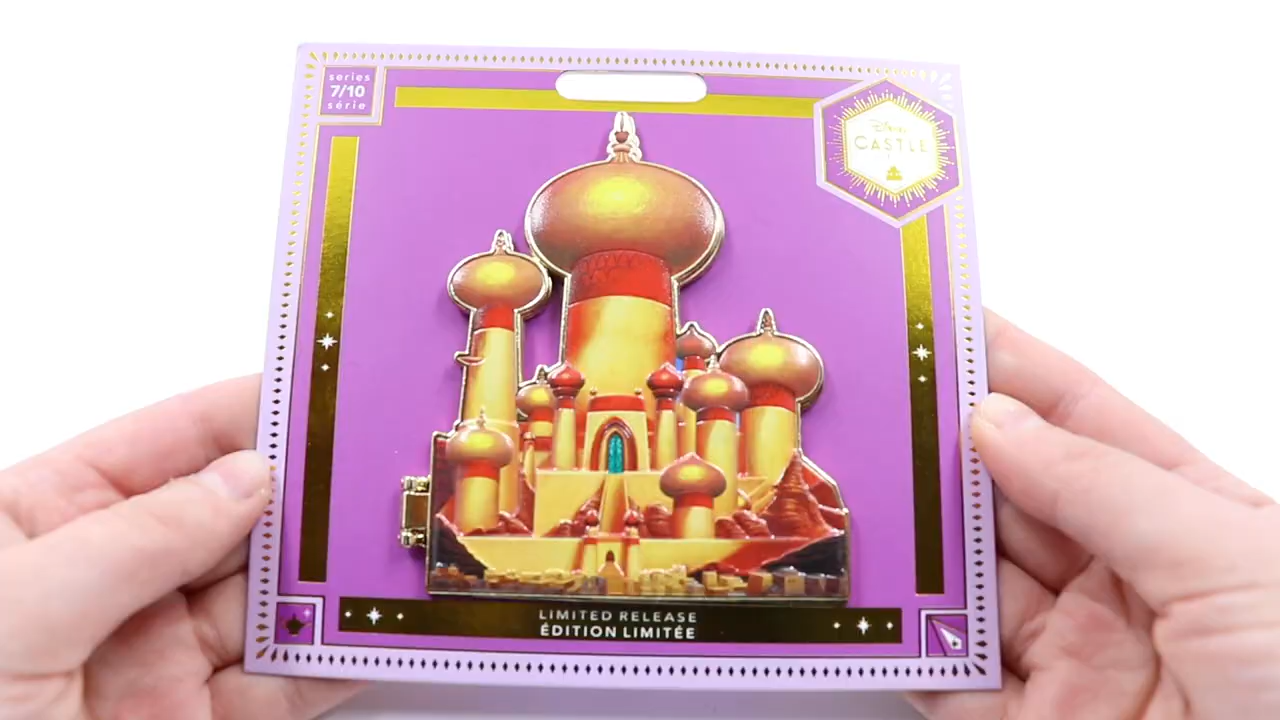 series
7/10
série
Disney
CASTLE
LIMITED RELEASE
ÉDITION LIMITÉE